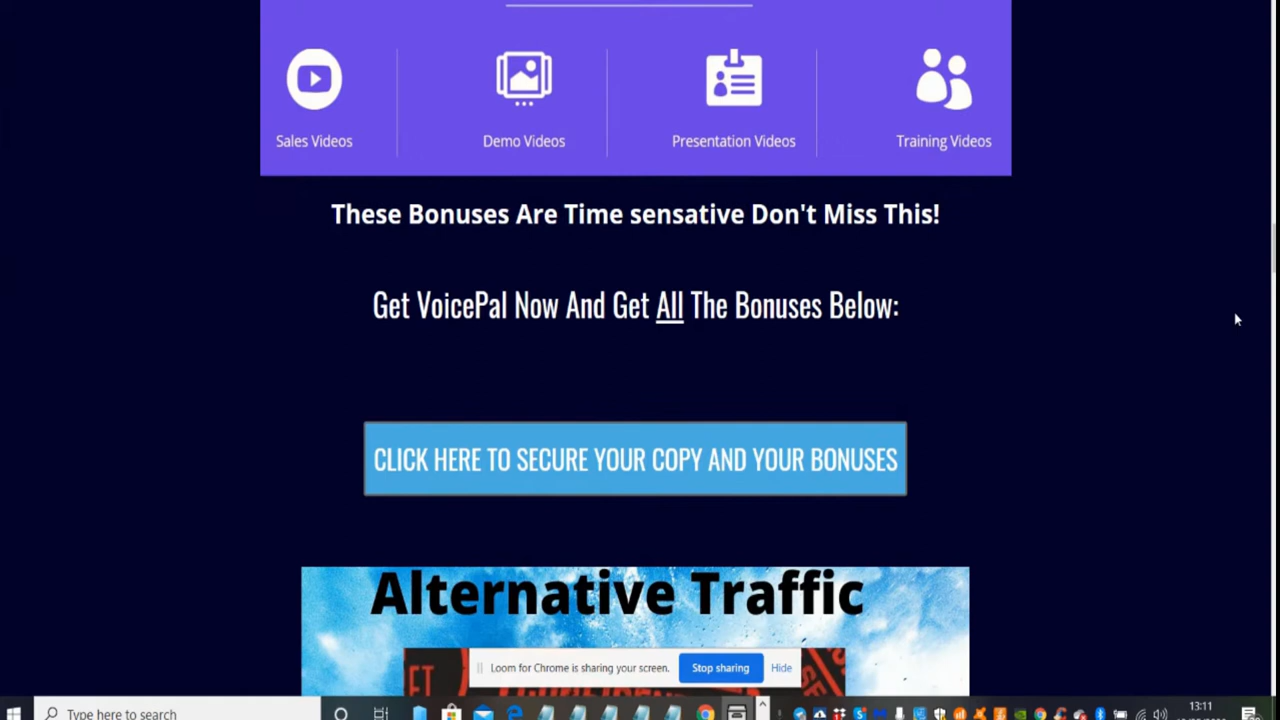 Sales Videos
Demo Videos
Presentation Videos
Training Videos
These Bonuses Are Time sensative Don't Miss This!
Get VoicePal Now And Get All The Bonuses Below:
CLICK HERE TO SECURE YOUR COPY AND YOUR BONUSES
Alternative Traffic
Loom for Chrome is sharing your screen.
Stop sharing
Hide
Type here to search
13:11